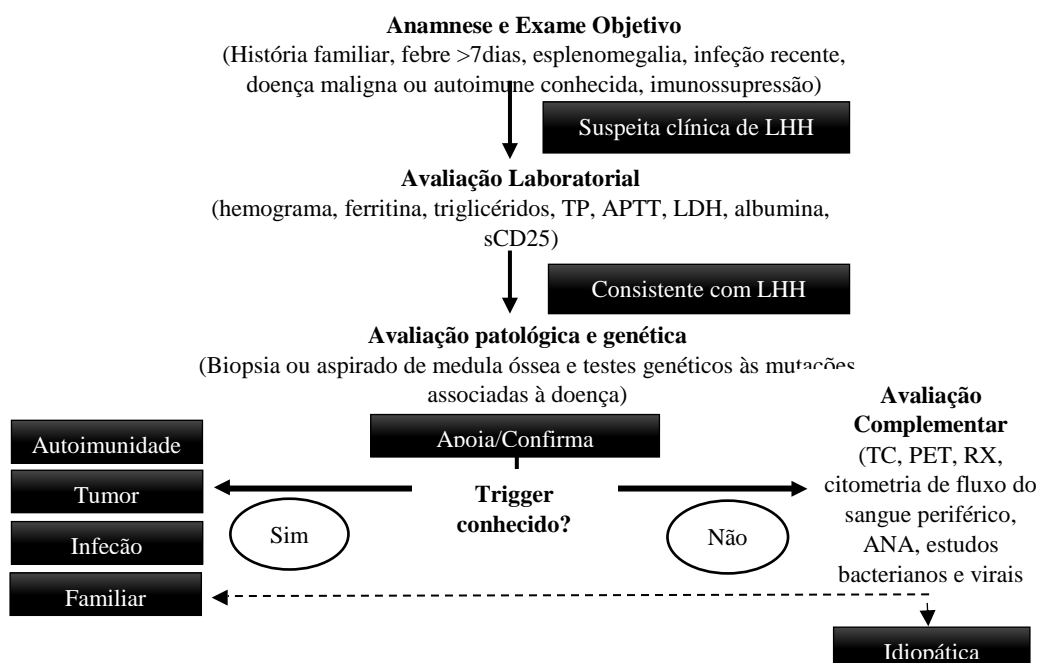 Anamnese e Exame Objetivo
(História familiar, febre >7dias, esplenomegalia, infeção recente,
doença maligna ou autoimune conhecida, imunossupressão)
Suspeita clínica de LHH
Avaliação Laboratorial
(hemograma, ferritina, triglicéridos, TP, APTT, LDH, albumina,
sCD25)
Consistente com LHH
Avaliação patológica e genética
(Biopsia ou aspirado de medula óssea e testes genéticos às mutações
associadas à doença)
Apoia/Confirma
Trigger
conhecido?
Sim
Não
Autoimunidade
Tumor
Infecão
Familiar
Avaliação
Complementar
(TC, PET, RX,
citometria de fluxo do
sangue periférico,
ANA, estudos
bacterianos e virais
Idiopática